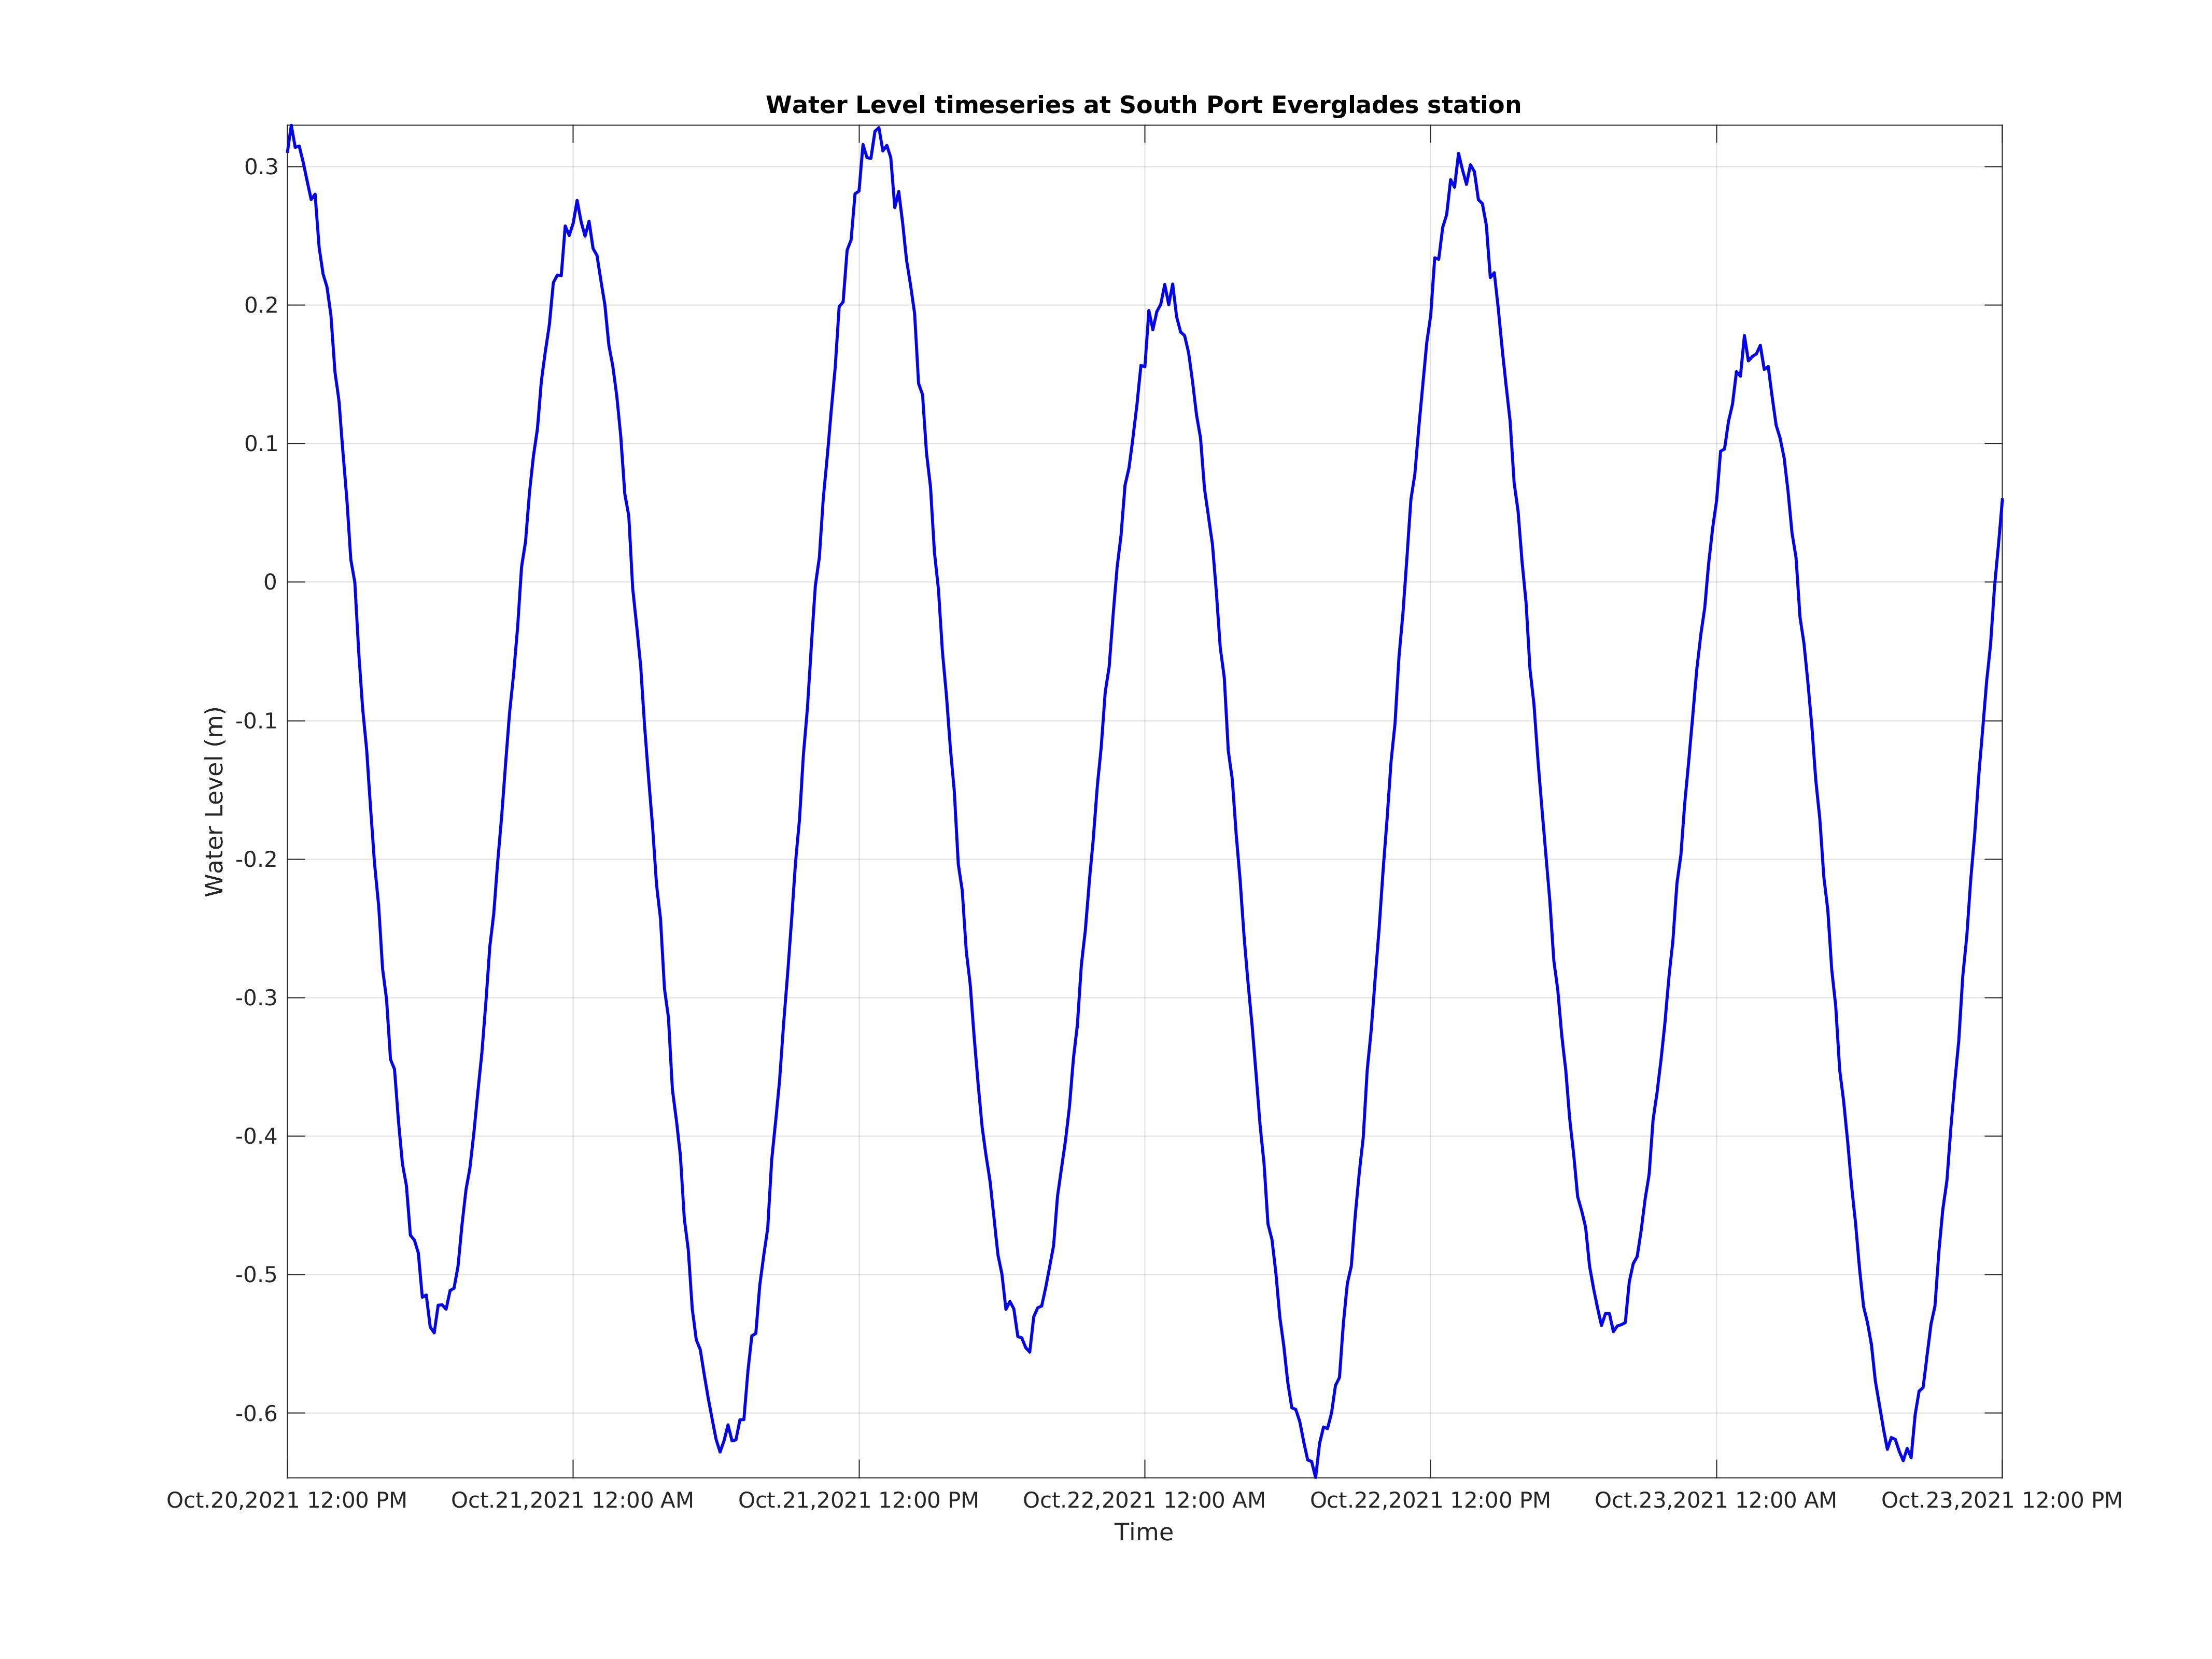 Water Level timeseries at South Port Everglades station
0.3
0.2
0.1
0
-0.1
-0.2
-0.3
-0.4
-0.5
-0.6
Water Level (m)
Oct.20,2021 12:00 PM
Oct.21,2021 12:00 AM
Oct.21,2021 12:00 PM
Oct.22,2021 12:00 AM
Oct.22,2021 12:00 PM
Oct.23,2021 12:00 AM
Oct.23,2021 12:00 PM
Time